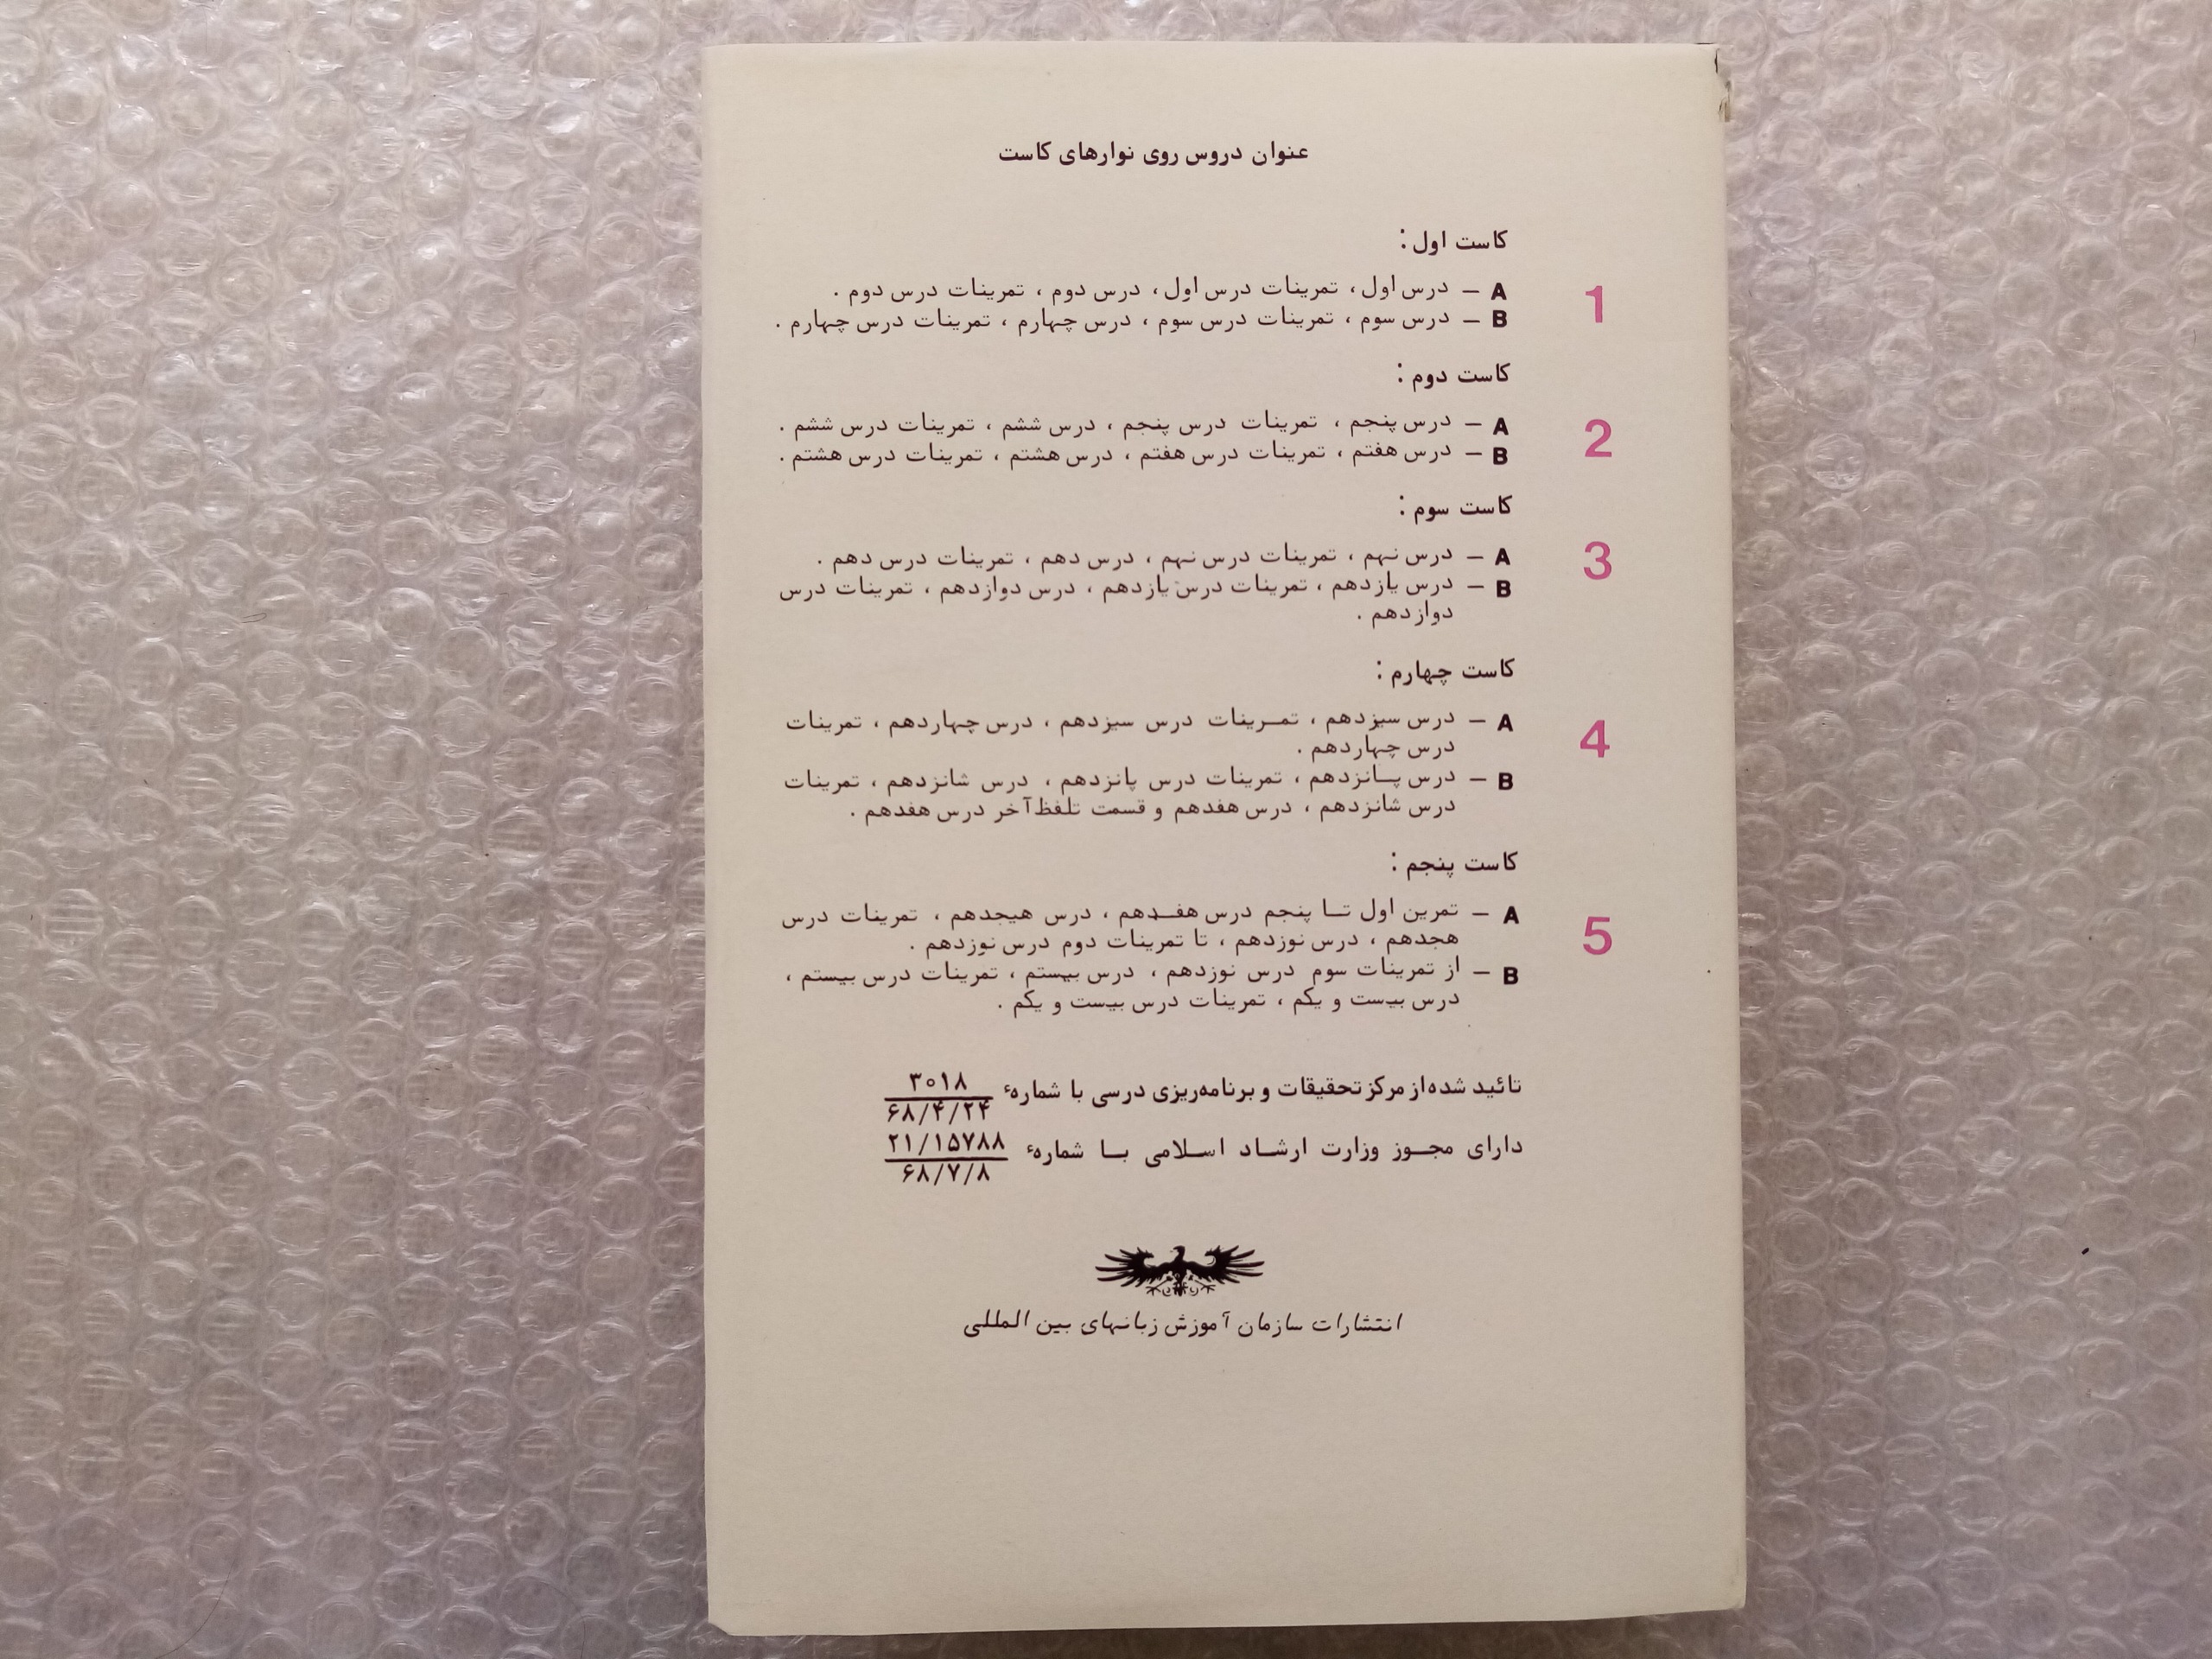 عنوان دروس روی نوارهای کاست
کاست اول:
1
A – درس اول، تمرینات درس اول، درس دوم، تمرینات درس دوم.
B – درس سوم، تمرینات درس سوم، درس چهارم، تمرینات درس چهارم.
کاست دوم:
2
A – درس پنجم، تمرینات درس پنجم، درس ششم، تمرینات درس ششم.
B – درس هفتم، تمرینات درس هفتم، درس هشتم، تمرینات درس هشتم.
کاست سوم:
3
A – درس نهم، تمرینات درس نهم، درس دهم، تمرینات درس دهم.
B – درس یازدهم، تمرینات درس یازدهم، درس دوازدهم، تمرینات درس
دوازدهم.
کاست چهارم:
4
A – درس سیزدهم، تمـرینات درس سیزدهم، درس چهاردهم، تمرینات
درس چهاردهم.
B – درس پـانزدهم، تمرینات درس پانزدهم، درس شانزدهم، تمرینات
درس شانزدهم، درس هفدهم و قسمت تلفظ آخر درس هفدهم.
کاست پنجم:
5
A – تمرین اول تـا پنجم درس هفـدهم، درس هیجدهم، تمرینات درس
هجدهم، درس نوزدهم، تا تمرینات دوم درس نوزدهم.
B – از تمرینات سوم درس نوزدهم، درس بیستم، تمرینات درس بیستم،
درس بیست و یکم، تمرینات درس بیست و یکم.
تائید شده از مرکز تحقیقات و برنامه‌ریزی درسی با شمارهٔ ۳۰۱۸
۶۸/۴/۲۴
دارای مجـوز وزارت ارشـاد اسـلامی بـا شمارهٔ ۲۱/۱۵۷۸۸
۶۸/۷/۸
انتشارات سازمان آموزش زبانهای بین المللی